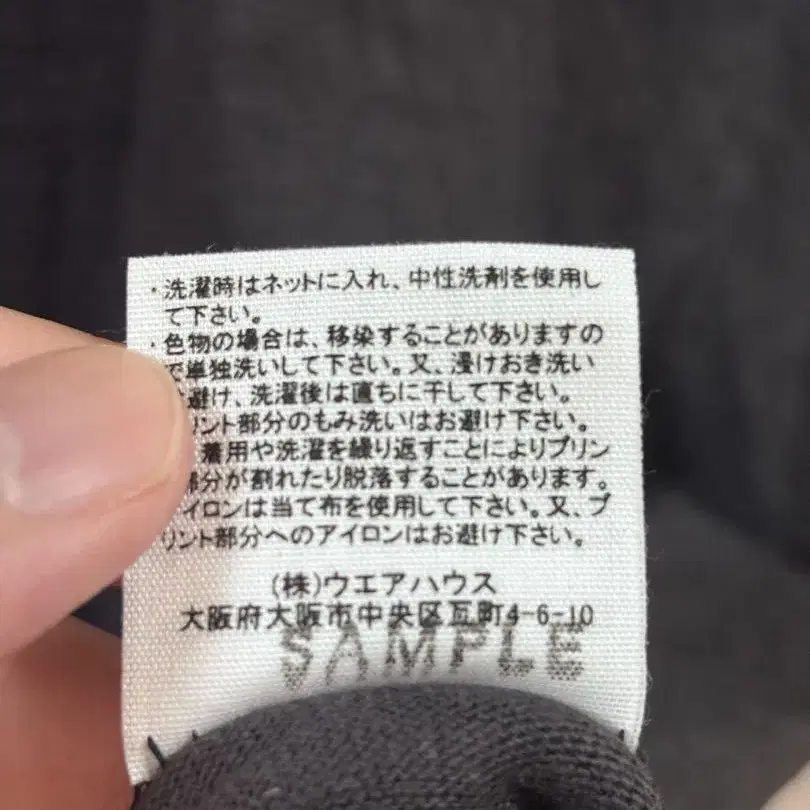 ・洗濯時はネットに入れ、中性洗剤を使用し
て下さい。
・色物の場合は、移染することがありますの
で単独洗いして下さい。又、浸けおき洗い
避け、洗濯後は直ちに干して下さい。
リント部分のもみ洗いはお避け下さい。
着用や洗濯を繰り返すことによりプリン
部分が割れたり脱落することがあります。
イロンは当て布を使用して下さい。又、プ
リント部分へのアイロンはお避け下さい。
(株)ウエアハウス
大阪府大阪市中央区瓦町4-6-10
SAMPLE